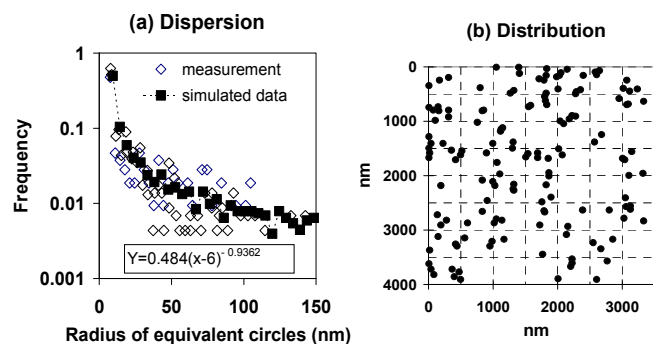 (a) Dispersion
1
0.1
0.01
0.001
Frequency
measurement
simulated data
Y=0.484(x-6)^- 0.9362
0 50 100 150
Radius of equivalent circles (nm)
(b) Distribution
0
1000
2000
3000
4000
nm
0 1000 2000 3000
nm